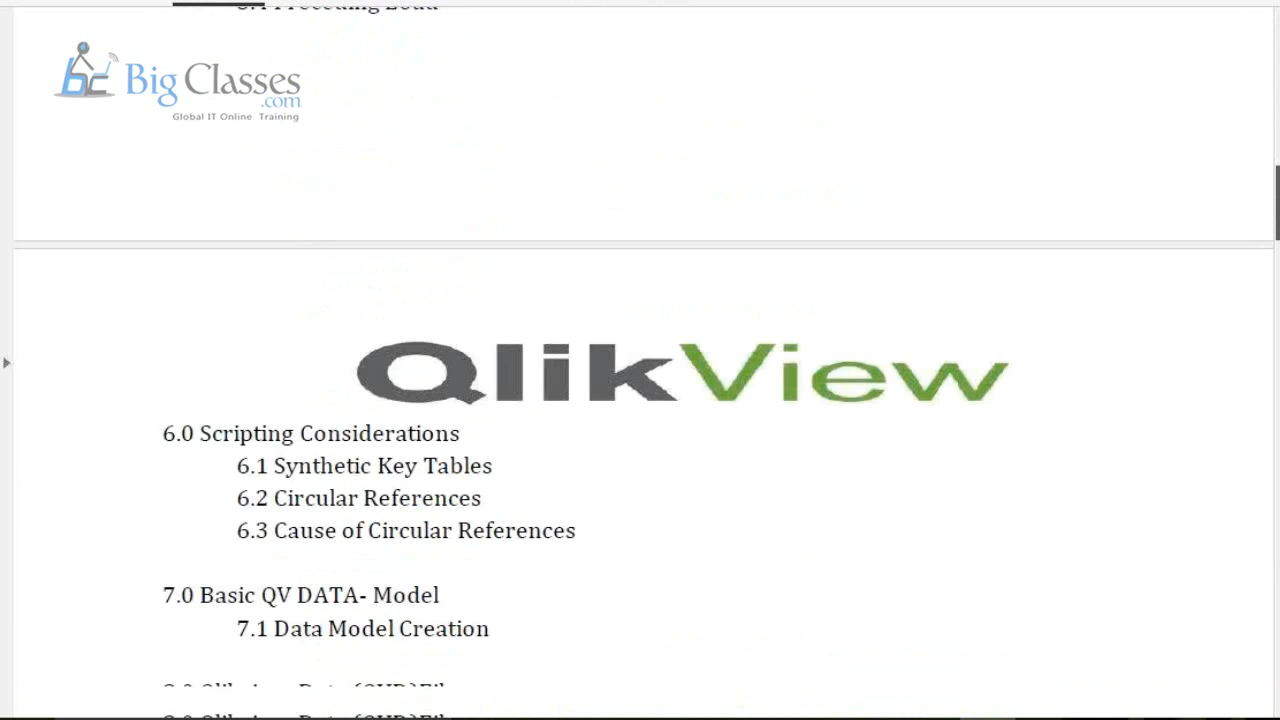 Big Classes
.com
Global IT Online Training
QlikView
6.0 Scripting Considerations
6.1 Synthetic Key Tables
6.2 Circular References
6.3 Cause of Circular References
7.0 Basic QV DATA- Model
7.1 Data Model Creation